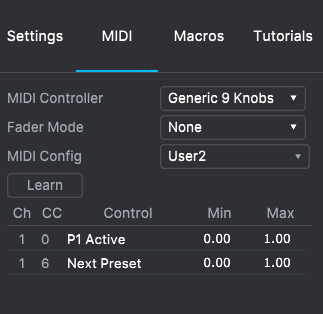 Settings MIDI Macros Tutorials
MIDI Controller Generic 9 Knobs
Fader Mode None
MIDI Config User2
Learn
Ch CC Control Min Max
1 0 P1 Active 0.00 1.00
1 6 Next Preset 0.00 1.00